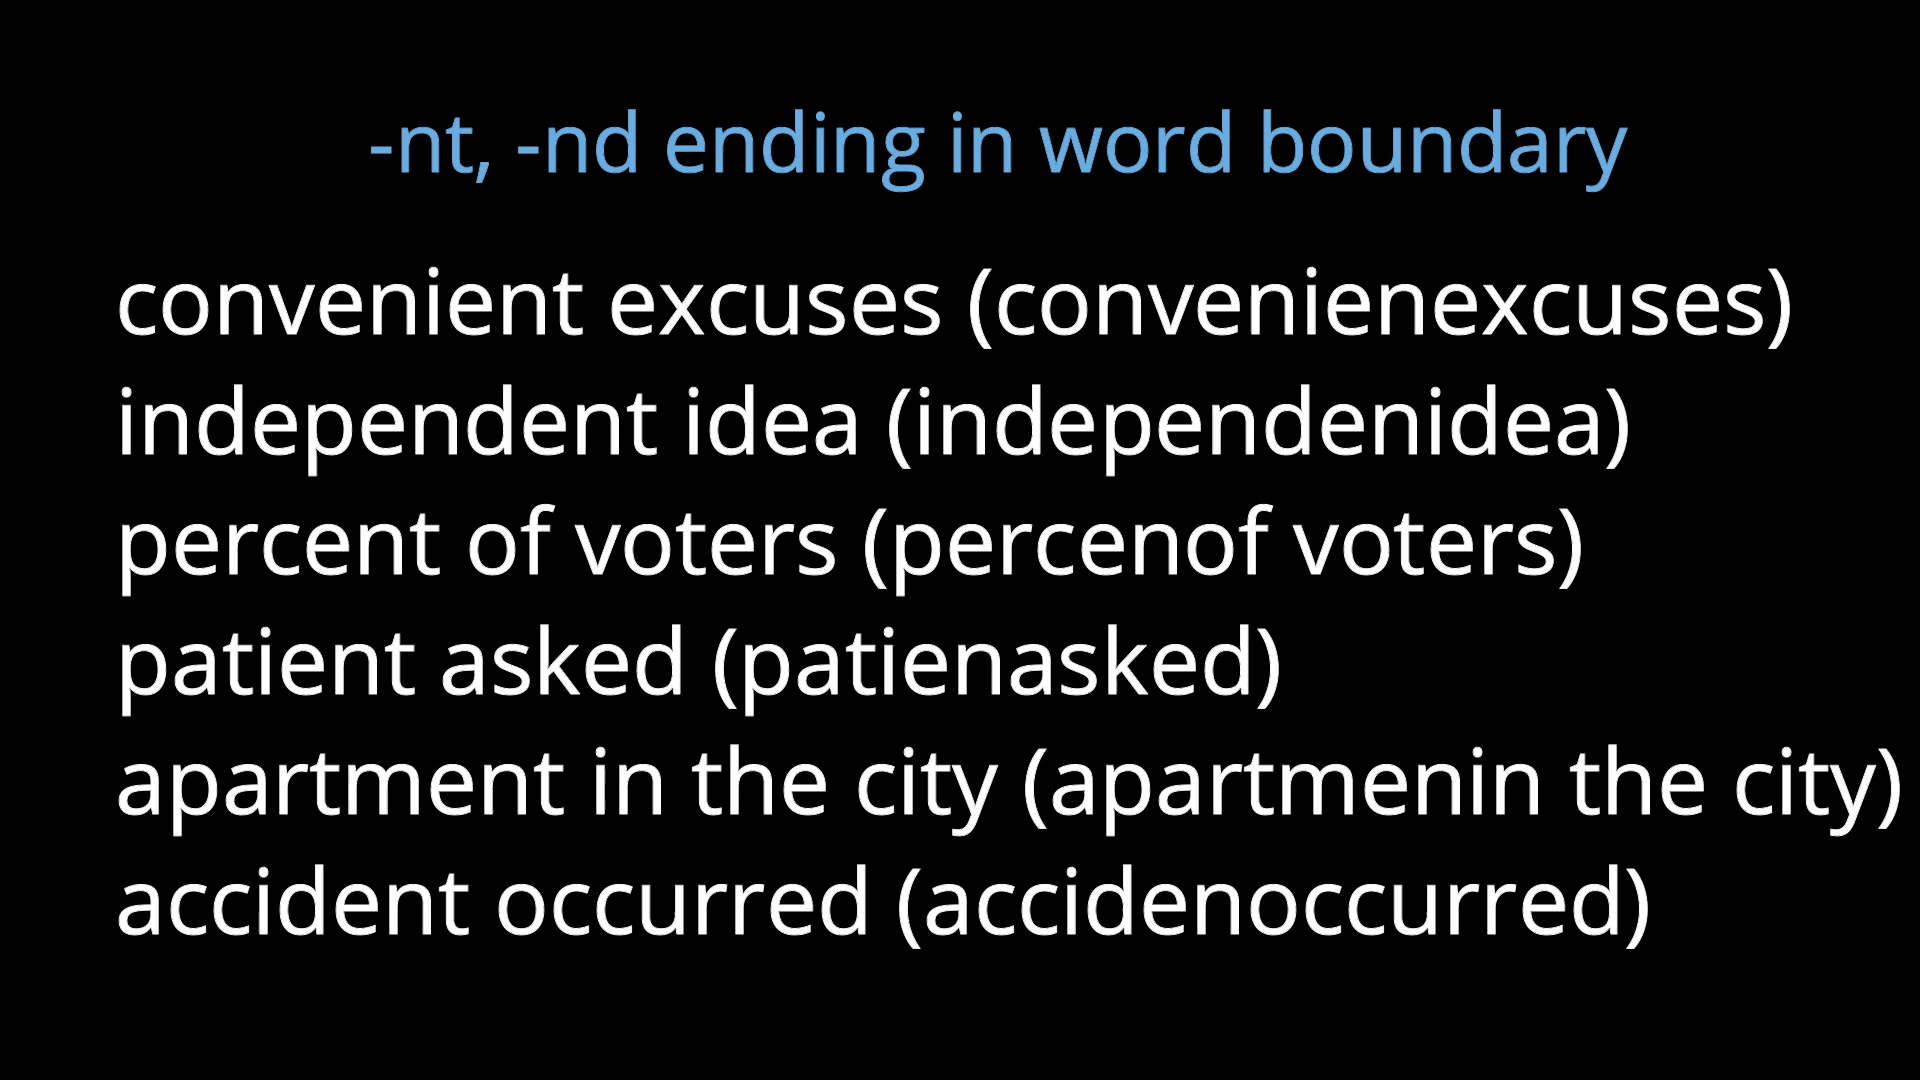 -nt, -nd ending in word boundary
convenient excuses (convenienexcuses)
independent idea (independenidea)
percent of voters (percenof voters)
patient asked (patienasked)
apartment in the city (apartmenin the city)
accident occurred (accidenoccurred)